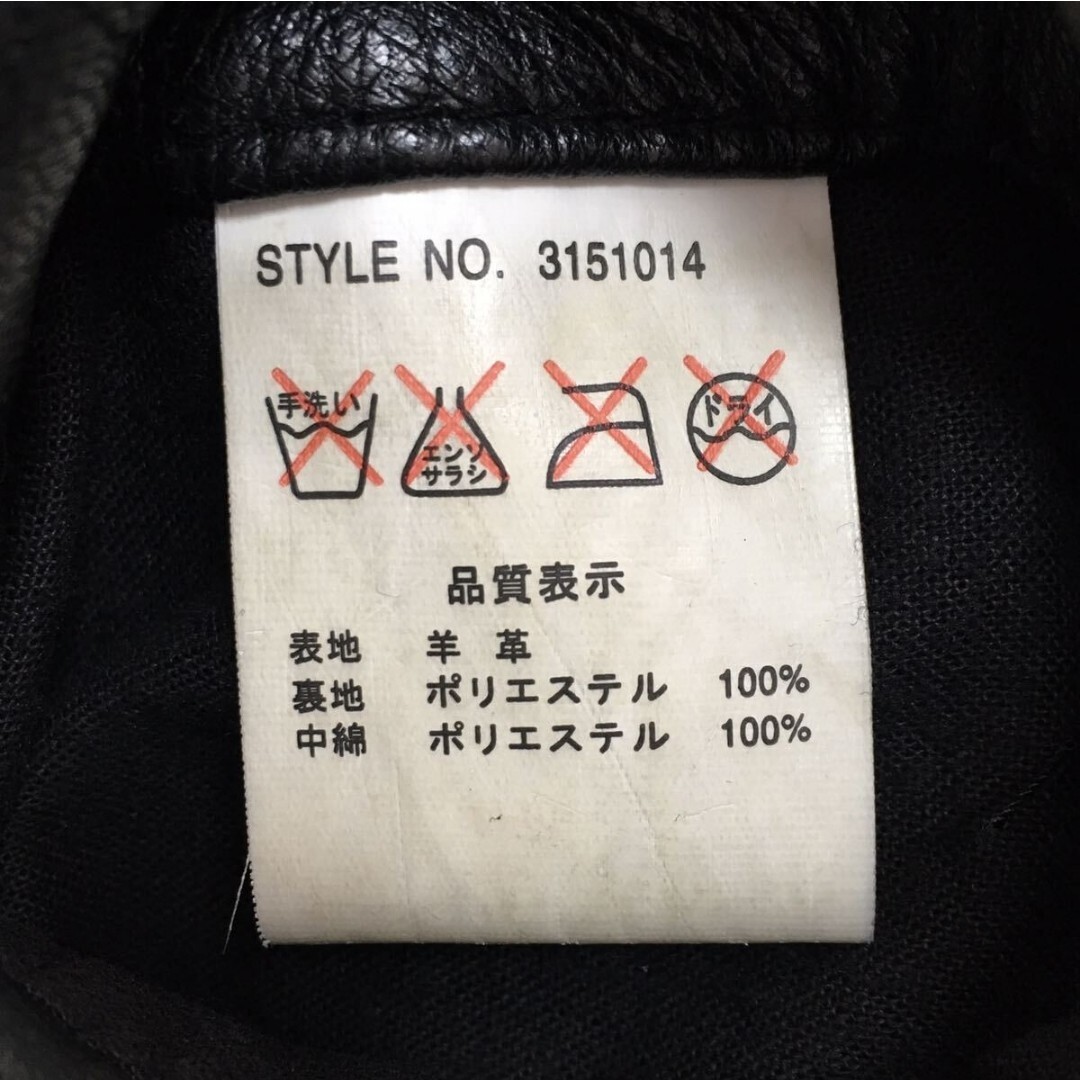 STYLE NO. 3151014
手洗い エンソ ドライ
サラシ
品質表示
表地 羊 革
裏地 ポリエステル 100%
中綿 ポリエステル 100%